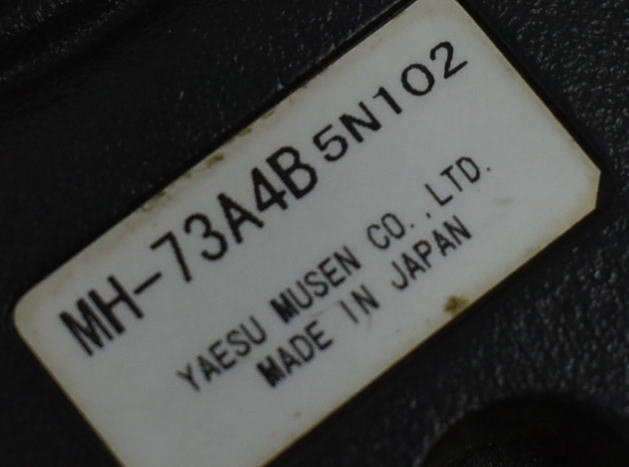 MH-73A4B 5N102
YAESU MUSEN CO.,LTD.
MADE IN JAPAN